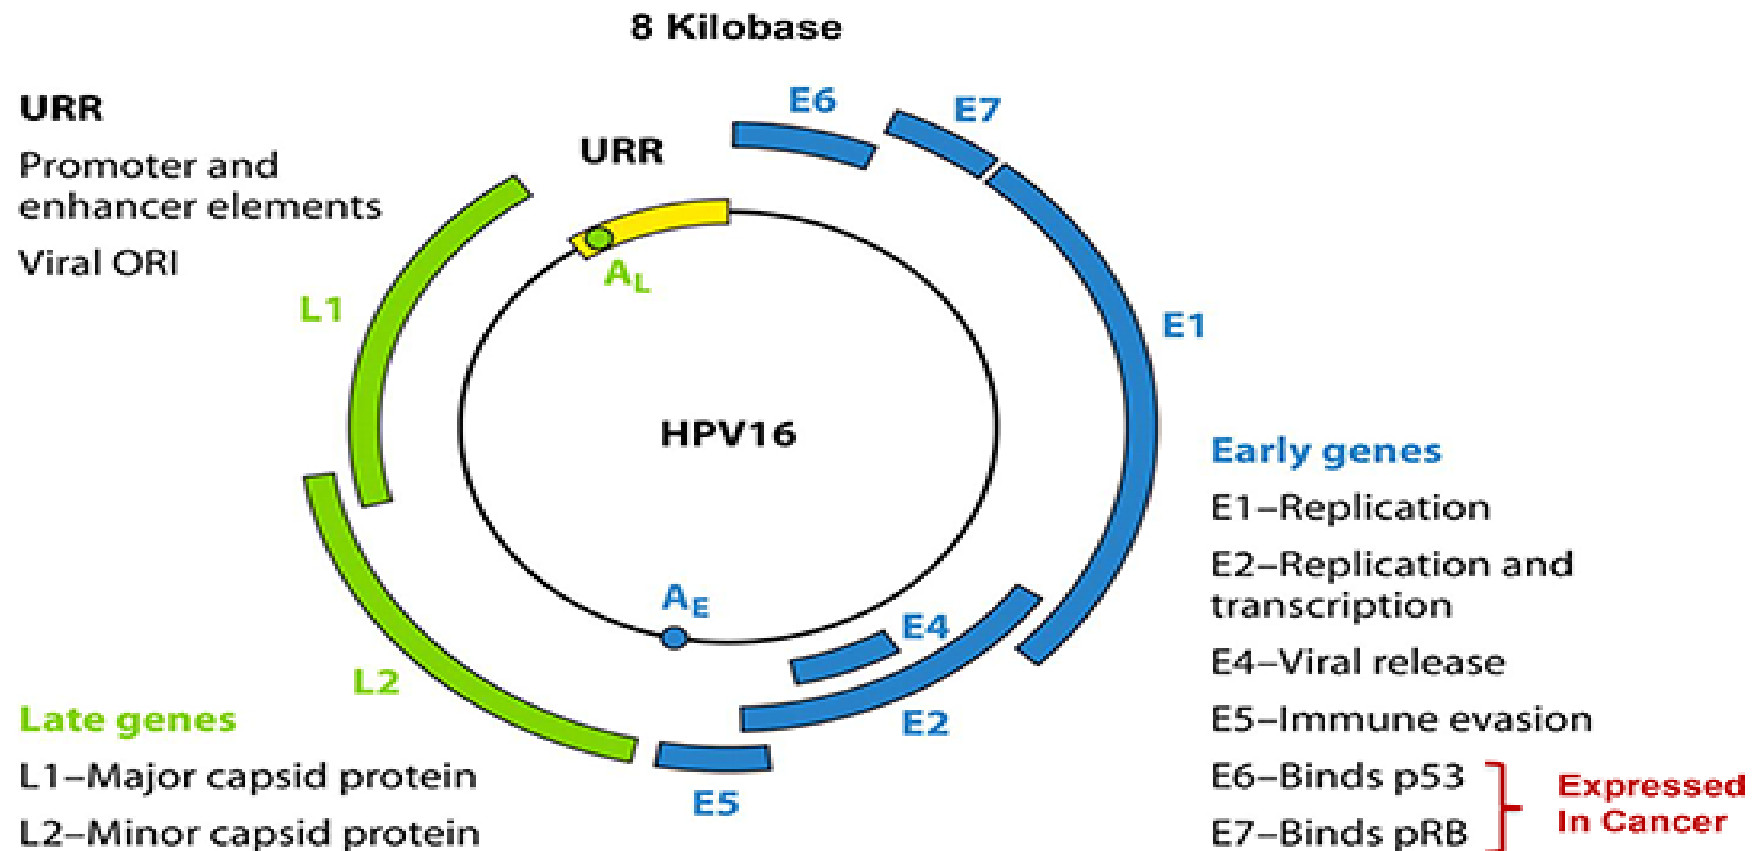 8 Kilobase
URR
Promoter and
enhancer elements
Viral ORI
URR
E6
E7
AL
L1
E1
HPV16
AE
E4
L2
E2
E5
Late genes
L1–Major capsid protein
L2–Minor capsid protein
Early genes
E1–Replication
E2–Replication and
transcription
E4–Viral release
E5–Immune evasion
E6–Binds p53
E7–Binds pRB
Expressed
In Cancer